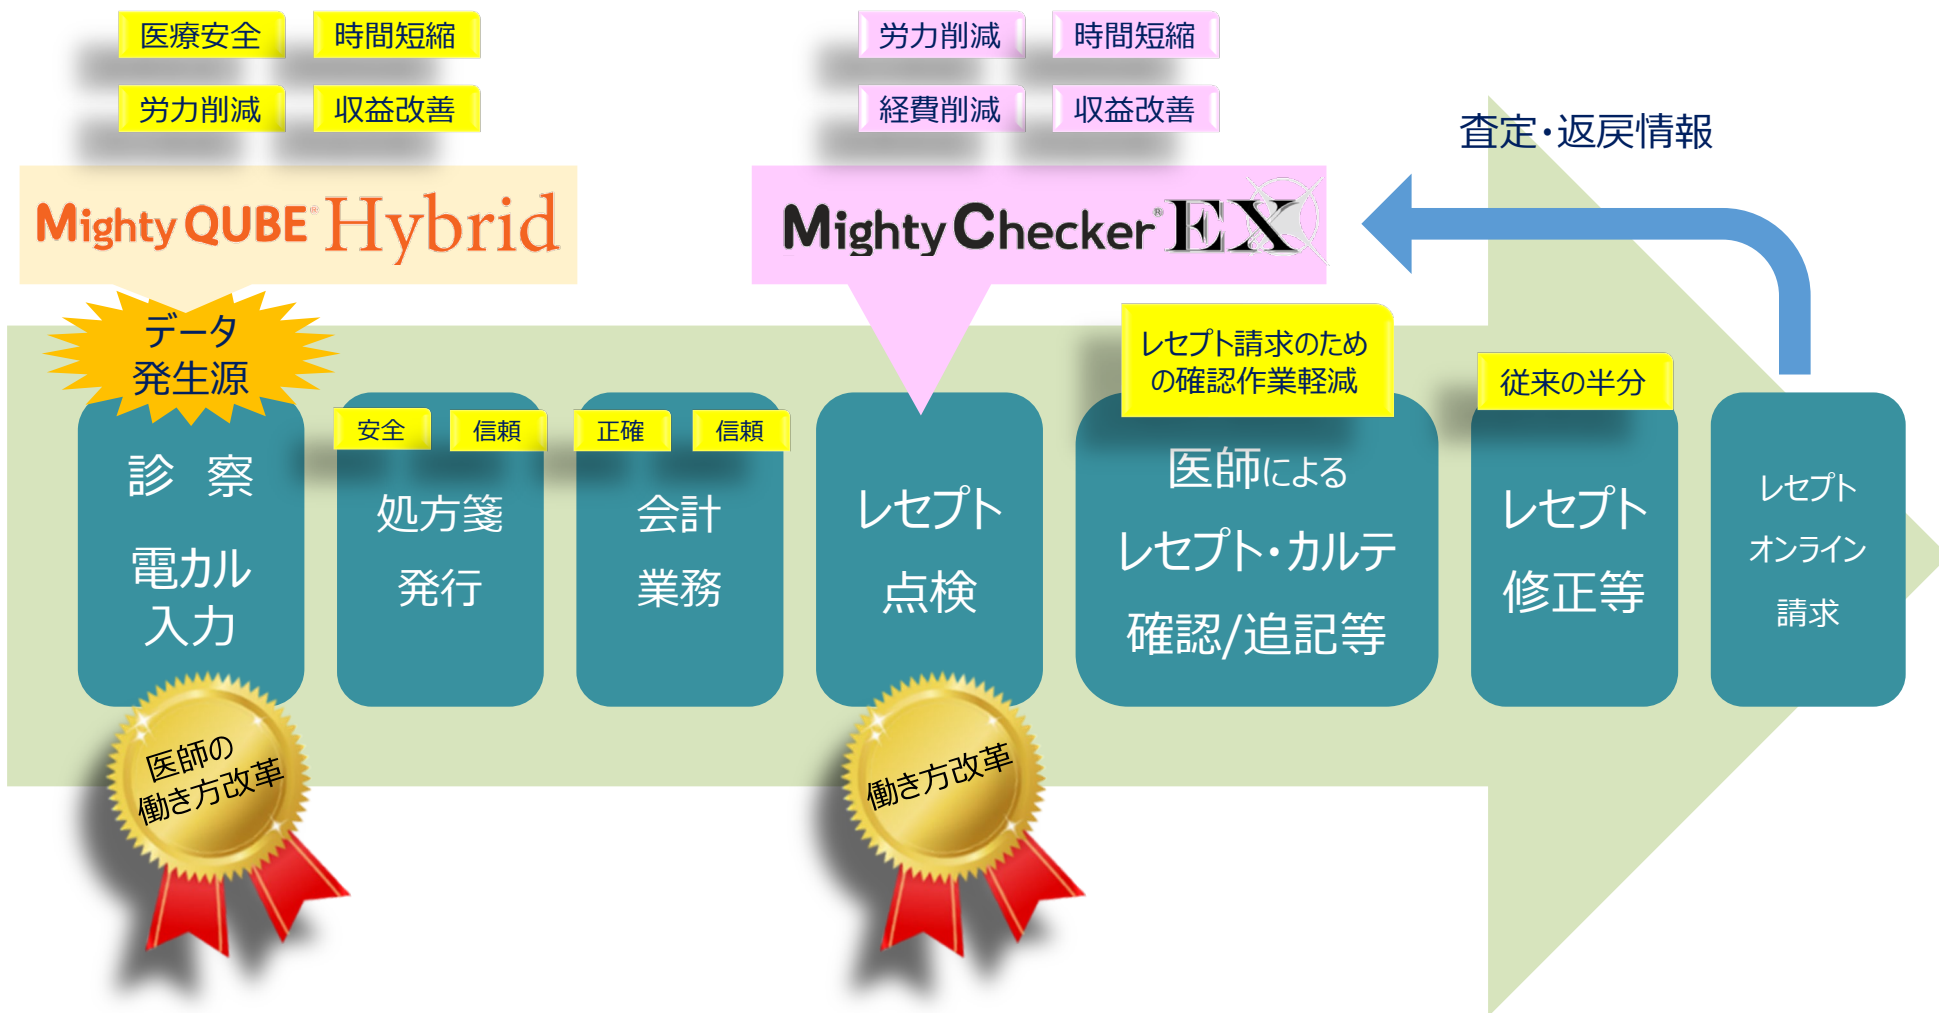 医療安全
時間短縮
労力削減
収益改善
Mighty QUBE® Hybrid
データ
発生源
労力削減
時間短縮
経費削減
収益改善
Mighty Checker® EX
査定・返戻情報
診 察
電カル
入力
安全
信頼
処方箋
発行
正確
信頼
会計
業務
レセプト
点検
レセプト請求のため
の確認作業軽減
医師による
レセプト・カルテ
確認/追記等
従来の半分
レセプト
修正等
レセプト
オンライン
請求
医師の
働き方改革
働き方改革